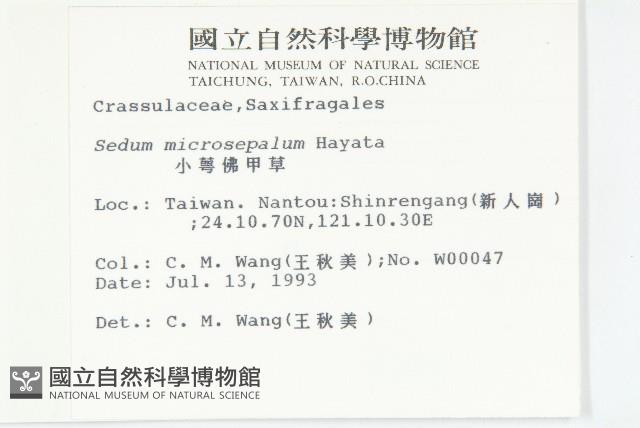 國立自然科學博物館
NATIONAL MUSEUM OF NATURAL SCIENCE
TAICHUNG, TAIWAN, R.O.CHINA
Crassulaceae,Saxifragales
Sedum microsepalum Hayata
小萼佛甲草
Loc.: Taiwan. Nantou:Shinrengang(新人崗)
;24.10.70N,121.10.30E
Col.: C. M. Wang(王秋美);No. W00047
Date: Jul. 13, 1993
Det.: C. M. Wang(王秋美)
國立自然科學博物館
NATIONAL MUSEUM OF NATURAL SCIENCE